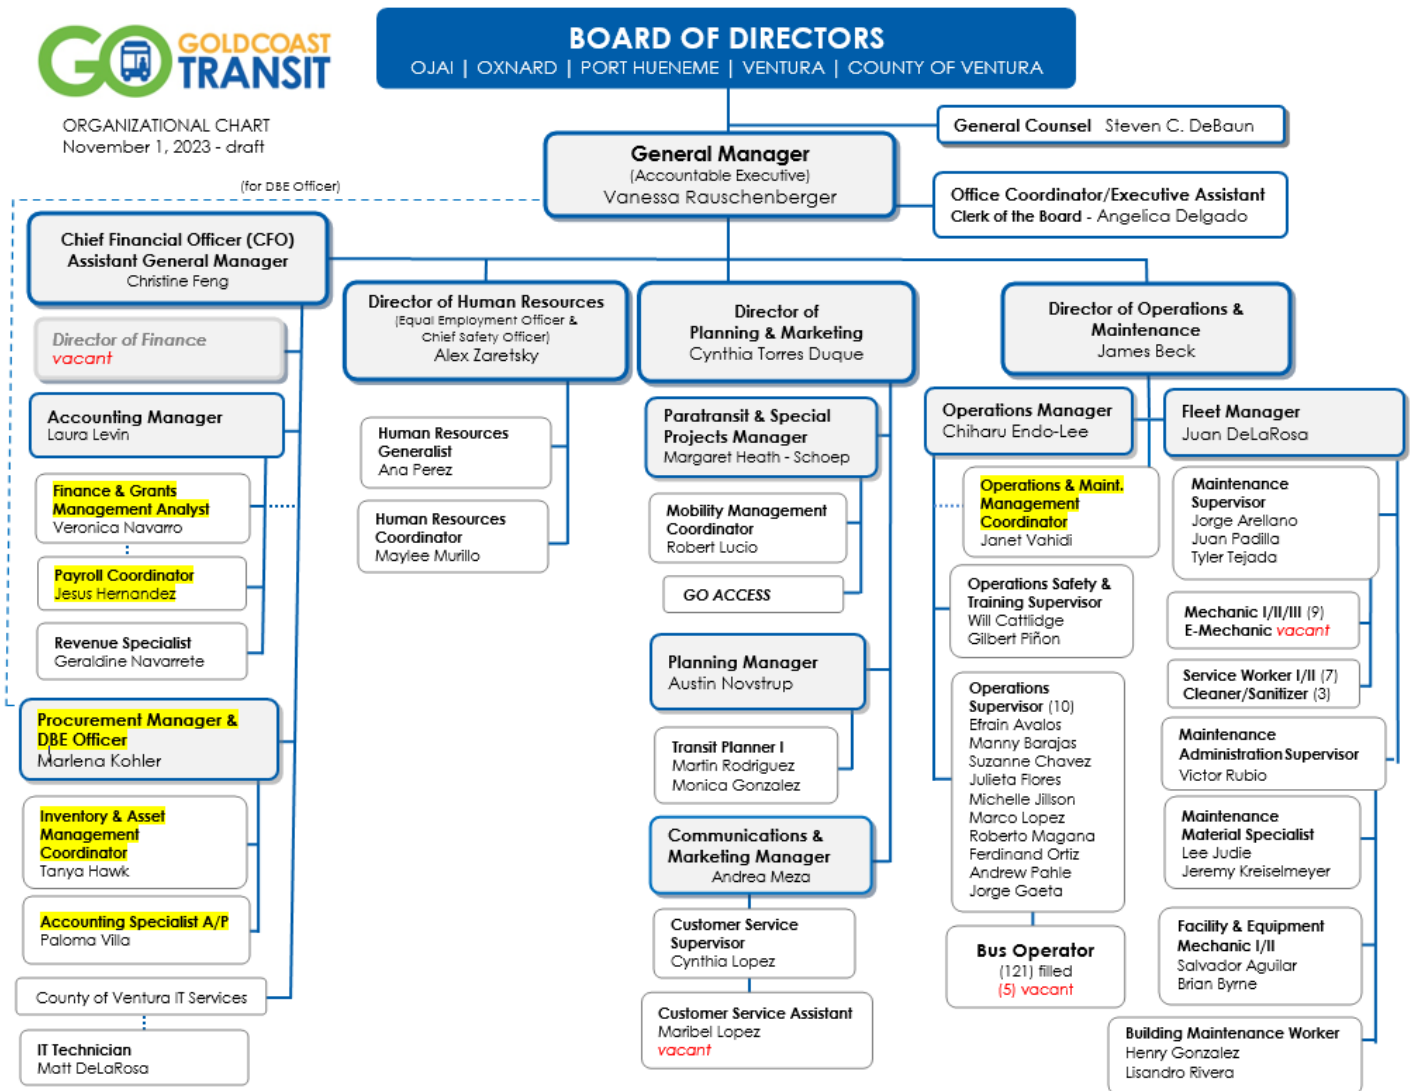 GO GOLDCOAST
TRANSIT
ORGANIZATIONAL CHART
November 1, 2023 - draft
BOARD OF DIRECTORS
OJAI | OXNARD | PORT HUENEME | VENTURA | COUNTY OF VENTURA
General Counsel Steven C. DeBaun
General Manager
(Accountable Executive)
Vanessa Rauschenberger
Office Coordinator/Executive Assistant
Clerk of the Board - Angelica Delgado
(for DBE Officer)
Chief Financial Officer (CFO)
Assistant General Manager
Christine Feng
Director of Finance
vacant
Accounting Manager
Laura Levin
Finance & Grants
Management Analyst
Veronica Navarro
Payroll Coordinator
Jesus Hernandez
Revenue Specialist
Geraldine Navarrete
Procurement Manager &
DBE Officer
Marlena Kohler
Inventory & Asset
Management
Coordinator
Tanya Hawk
Accounting Specialist A/P
Paloma Villa
County of Ventura IT Services
IT Technician
Matt DeLaRosa
Director of Human Resources
(Equal Employment Officer &
Chief Safety Officer)
Alex Zaretsky
Human Resources
Generalist
Ana Perez
Human Resources
Coordinator
Maylee Murillo
Director of
Planning & Marketing
Cynthia Torres Duque
Paratransit & Special
Projects Manager
Margaret Heath - Schoep
Mobility Management
Coordinator
Robert Lucio
GO ACCESS
Planning Manager
Austin Novstrup
Transit Planner I
Martin Rodriguez
Monica Gonzalez
Communications &
Marketing Manager
Andrea Meza
Customer Service
Supervisor
Cynthia Lopez
Customer Service Assistant
Maribel Lopez
vacant
Director of Operations &
Maintenance
James Beck
Operations Manager
Chiharu Endo-Lee
Operations & Maint.
Management
Coordinator
Janet Vahidi
Operations Safety &
Training Supervisor
Will Cattlidge
Gilbert Piñon
Operations
Supervisor (10)
Efrain Avalos
Manny Barajas
Suzanne Chavez
Julieta Flores
Michelle Jillson
Marco Lopez
Roberto Magana
Ferdinand Ortiz
Andrew Pahle
Jorge Gaeta
Bus Operator
(121) filled
(5) vacant
Fleet Manager
Juan DeLaRosa
Maintenance
Supervisor
Jorge Arellano
Juan Padilla
Tyler Tejada
Mechanic I/II/III (9)
E-Mechanic vacant
Service Worker I/II (7)
Cleaner/Sanitizer (3)
Maintenance
Administration Supervisor
Victor Rubio
Maintenance
Material Specialist
Lee Judie
Jeremy Kreiselmeyer
Facility & Equipment
Mechanic I/II
Salvador Aguilar
Brian Byrne
Building Maintenance Worker
Henry Gonzalez
Lisandro Rivera